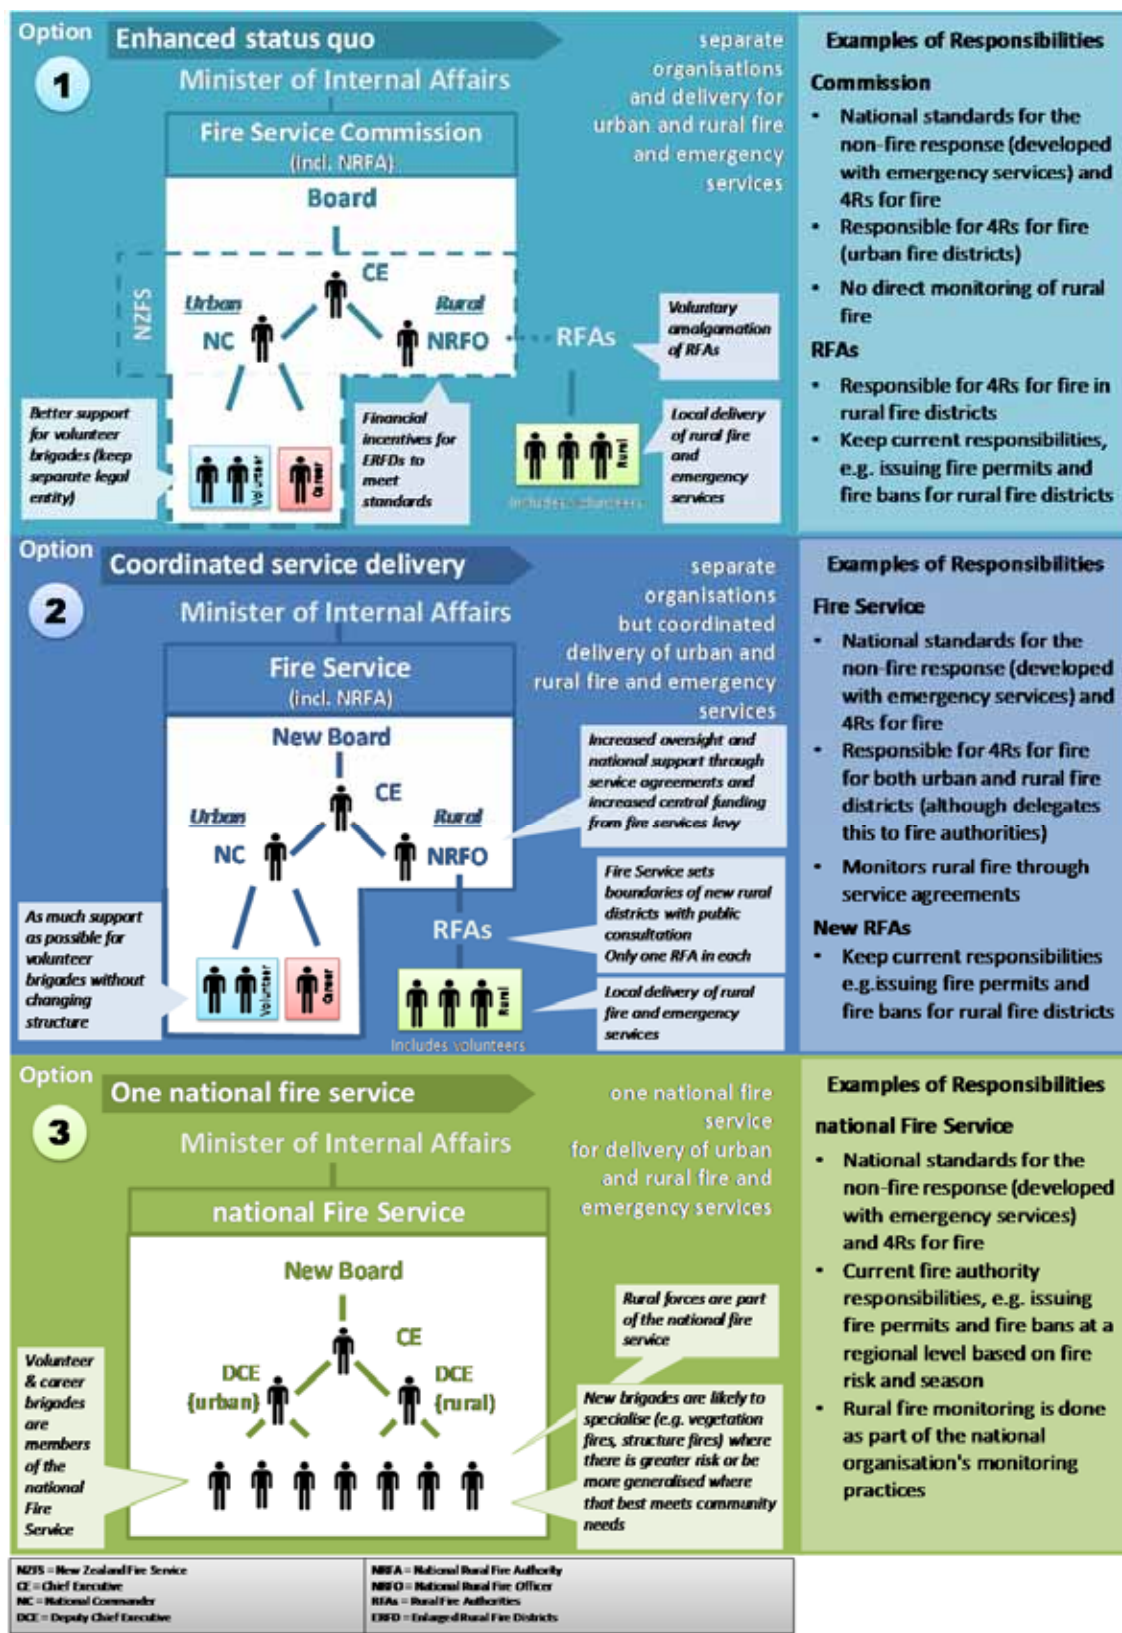 Option
1
Enhanced status quo
Minister of Internal Affairs
Fire Service Commission
(incl. NRFA)
Board
CE
NZFS
Urban
NC
Rural
NRFO
RFAs
separate
organisations
and delivery for
urban and rural fire
and emergency
services
Voluntary
amalgamation
of RFAs
Better support
for volunteer
brigades (keep
separate legal
entity)
Volunteer
Career
Financial
incentives for
ERFDs to
meet
standards
Rural
Includes volunteers
Local delivery
of rural fire
and
emergency
services
Examples of Responsibilities
Commission
• National standards for the
non-fire response (developed
with emergency services) and
4Rs for fire
• Responsible for 4Rs for fire
(urban fire districts)
• No direct monitoring of rural
fire
RFAs
• Responsible for 4Rs for fire in
rural fire districts
• Keep current responsibilities,
e.g. issuing fire permits and
fire bans for rural fire districts
Option
2
Coordinated service delivery
Minister of Internal Affairs
Fire Service
(incl. NRFA)
New Board
CE
Urban
NC
Rural
NRFO
RFAs
separate
organisations
but coordinated
delivery of urban and
rural fire and emergency
services
Increased oversight and
national support through
service agreements and
increased central funding
from fire services levy
Fire Service sets
boundaries of new rural
districts with public
consultation
Only one RFA in each
As much support
as possible for
volunteer
brigades without
changing
structure
Volunteer
Career
Rural
Includes volunteers
Local delivery of rural
fire and emergency
services
Examples of Responsibilities
Fire Service
• National standards for the
non-fire response (developed
with emergency services) and
4Rs for fire
• Responsible for 4Rs for fire
for both urban and rural fire
districts (although delegates
this to fire authorities)
• Monitors rural fire through
service agreements
New RFAs
• Keep current responsibilities
e.g.issuing fire permits and
fire bans for rural fire districts
Option
3
One national fire service
Minister of Internal Affairs
national Fire Service
New Board
CE
DCE
(urban)
DCE
(rural)
one national fire
service
for delivery of urban
and rural fire and
emergency services
Rural forces are part
of the national fire
service
Volunteer
& career
brigades
are
members
of the
national
Fire
Service
New brigades are likely to
specialise (e.g. vegetation
fires, structure fires) where
there is greater risk or be
more generalised where
that best meets community
needs
Examples of Responsibilities
national Fire Service
• National standards for the
non-fire response (developed
with emergency services)
and 4Rs for fire
• Current fire authority
responsibilities, e.g. issuing
fire permits and fire bans at a
regional level based on fire
risk and season
• Rural fire monitoring is done
as part of the national
organisation's monitoring
practices
NZFS = New Zealand Fire Service
CE = Chief Executive
NC = National Commander
DCE = Deputy Chief Executive
NRFA = National Rural Fire Authority
NRFO = National Rural Fire Officer
RFAs = Rural Fire Authorities
ERFD = Enlarged Rural Fire Districts